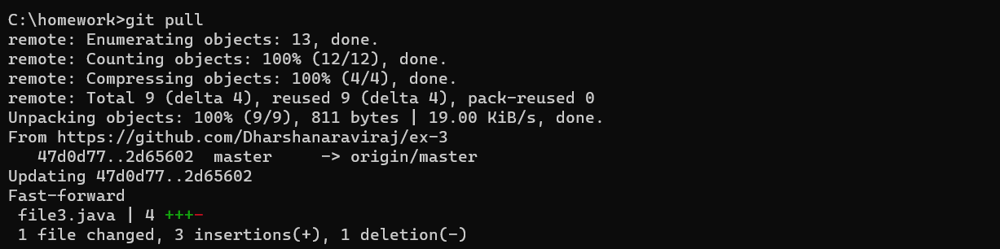 C:\homework>git pull
remote: Enumerating objects: 13, done.
remote: Counting objects: 100% (12/12), done.
remote: Compressing objects: 100% (4/4), done.
remote: Total 9 (delta 4), reused 9 (delta 4), pack-reused 0
Unpacking objects: 100% (9/9), 811 bytes | 19.00 KiB/s, done.
From https://github.com/Dharshanaraviraj/ex-3
   47d0d77..2d65602  master     -> origin/master
Updating 47d0d77..2d65602
Fast-forward
 file3.java | 4 +++-
 1 file changed, 3 insertions(+), 1 deletion(-)